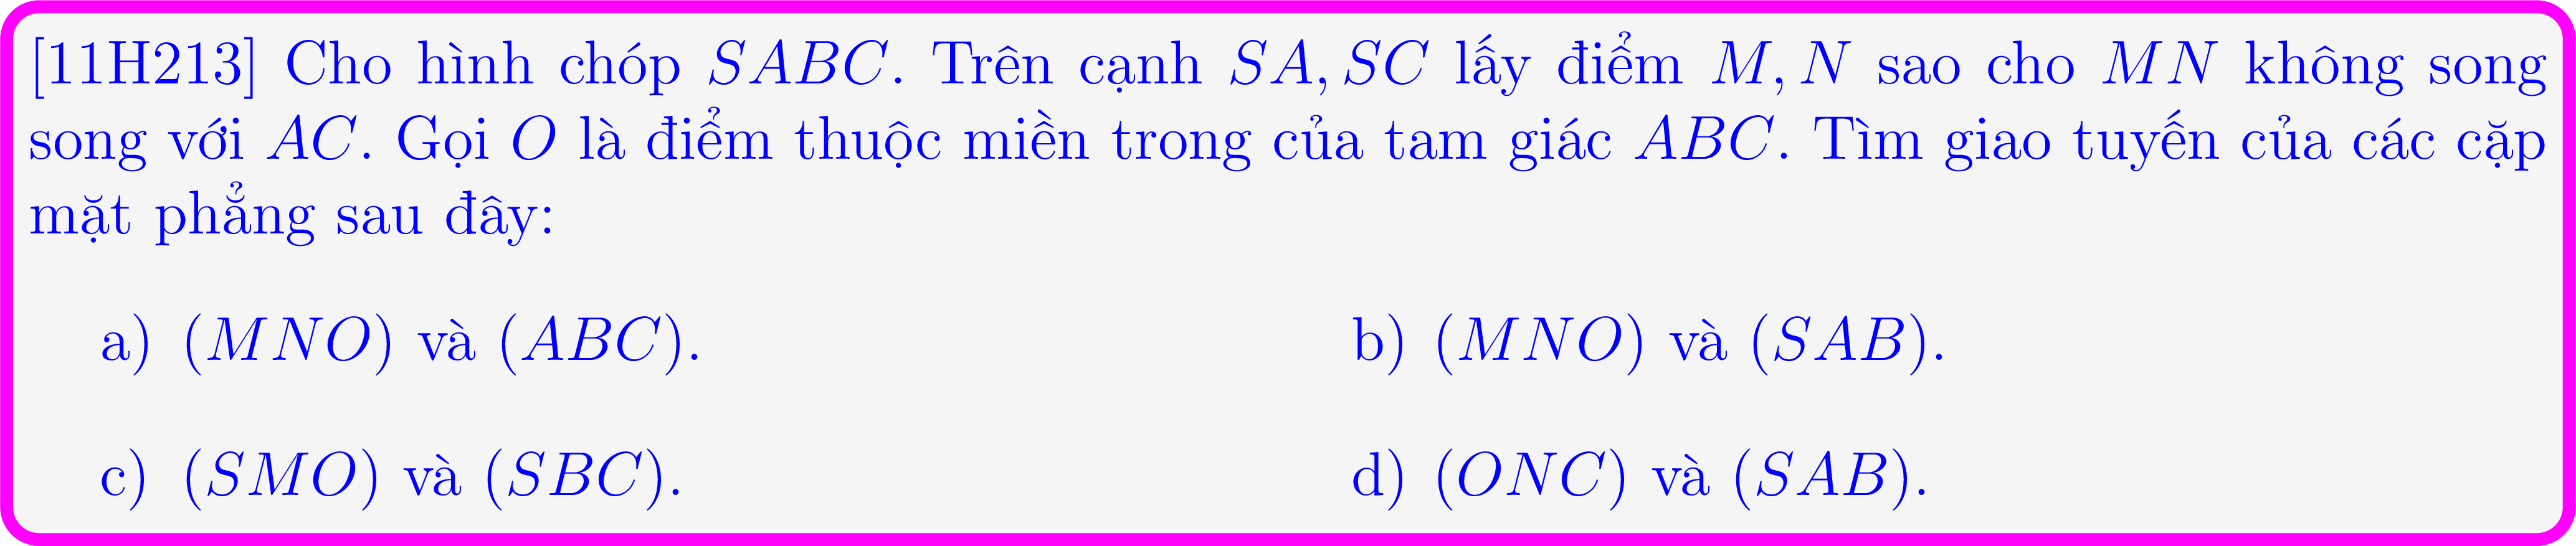 [11H213] Cho hình chóp SABC. Trên cạnh SA, SC lấy điểm M, N sao cho MN không song
song với AC. Gọi O là điểm thuộc miền trong của tam giác ABC. Tìm giao tuyến của các cặp
mặt phẳng sau đây:
a) (MNO) và (ABC). b) (MNO) và (SAB).
c) (SMO) và (SBC). d) (ONC) và (SAB).